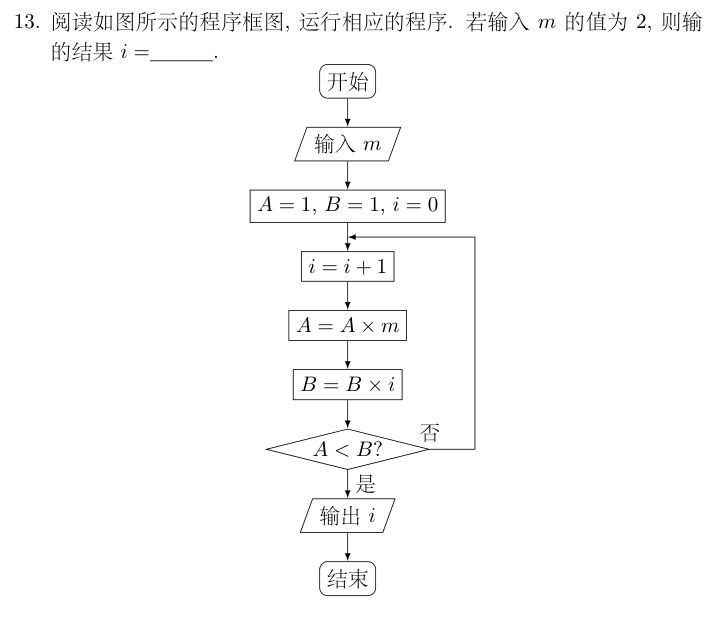 13. 阅读如图所示的程序框图, 运行相应的程序. 若输入 m 的值为 2, 则输
的结果 i =______.
开始
输入 m
A = 1, B = 1, i = 0
i = i + 1
A = A × m
B = B × i
否
A < B?
是
输出 i
结束